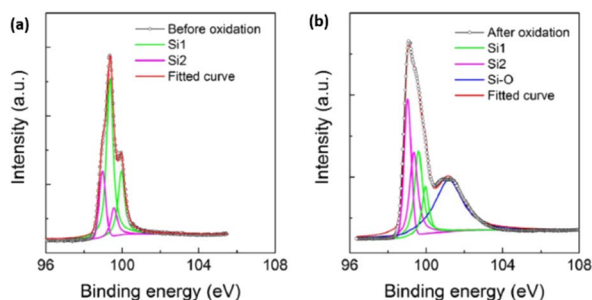 (a)
Before oxidation
Si1
Si2
Fitted curve
Intensity (a.u.)
96 100 104 108
Binding energy (eV)
(b)
After oxidation
Si1
Si2
Si-O
Fitted curve
Intensity (a.u.)
96 100 104 108
Binding energy (eV)